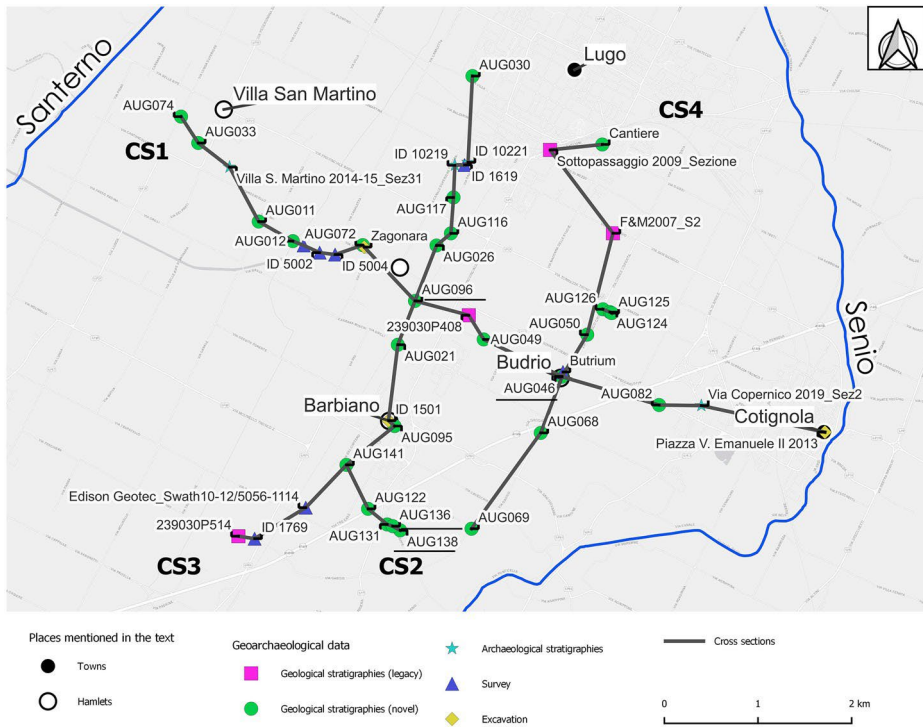 Santerno
Villa San Martino
Lugo
AUG030
AUG074
AUG033
CS1
CS4
Cantiere
Sottopassaggio 2009_Sezione
ID 10219
ID 10221
ID 1619
Villa S. Martino 2014-15_Sez31
AUG117
AUG011
AUG116
F&M2007_S2
AUG012
AUG072
Zagonara
AUG026
ID 5002
ID 5004
AUG096
AUG126
AUG125
AUG124
239030P408
AUG049
AUG050
AUG021
Senio
Budrio
Butrium
AUG046
AUG082
Via Copernico 2019_Sez2
Barbiano
ID 1501
AUG095
AUG068
Cotignola
Piazza V. Emanuele II 2013
AUG141
Edison Geotec_Swath10-12/5056-1114
AUG122
239030P514
ID 1769
AUG136
AUG131
AUG138
AUG069
CS3
CS2
Places mentioned in the text
Towns
Hamlets
Geoarchaeological data
Geological stratigraphies (legacy)
Geological stratigraphies (novel)
Archaeological stratigraphies
Survey
Excavation
Cross sections
0 1 2 km